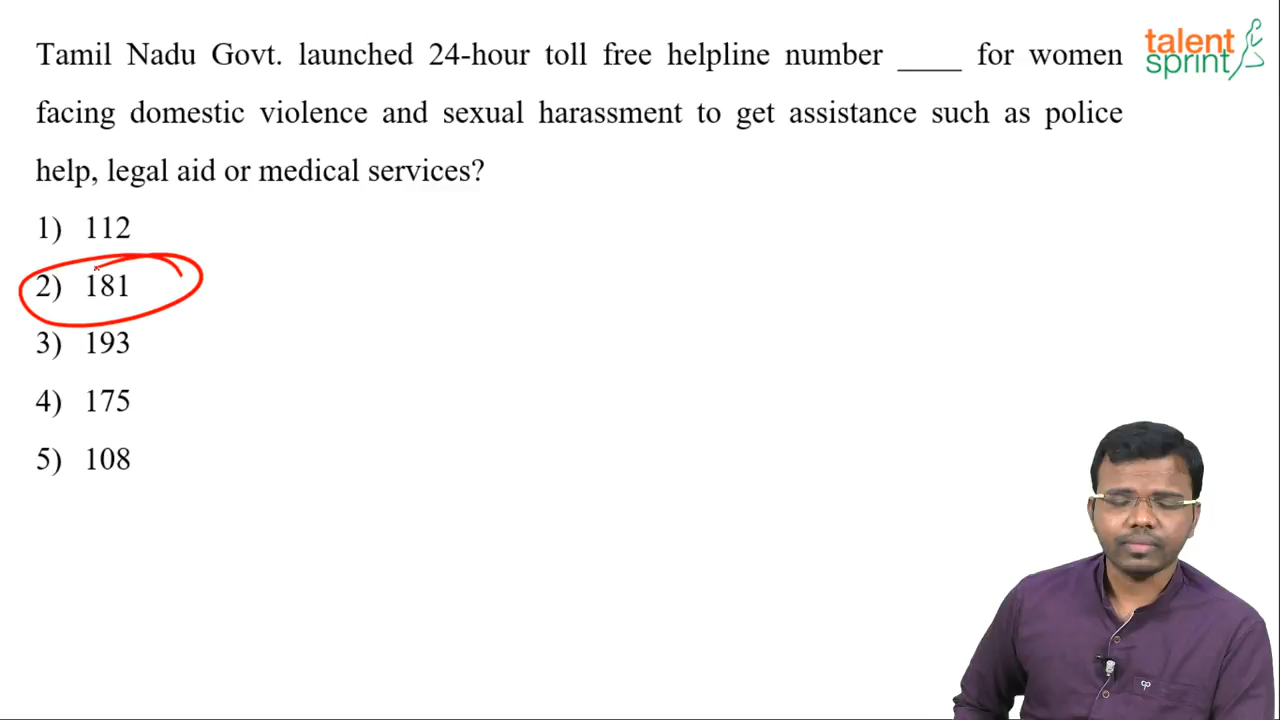 Tamil Nadu Govt. launched 24-hour toll free helpline number ____ for women
facing domestic violence and sexual harassment to get assistance such as police
help, legal aid or medical services?
1) 112
2) 181
3) 193
4) 175
5) 108
talent
sprint
cp